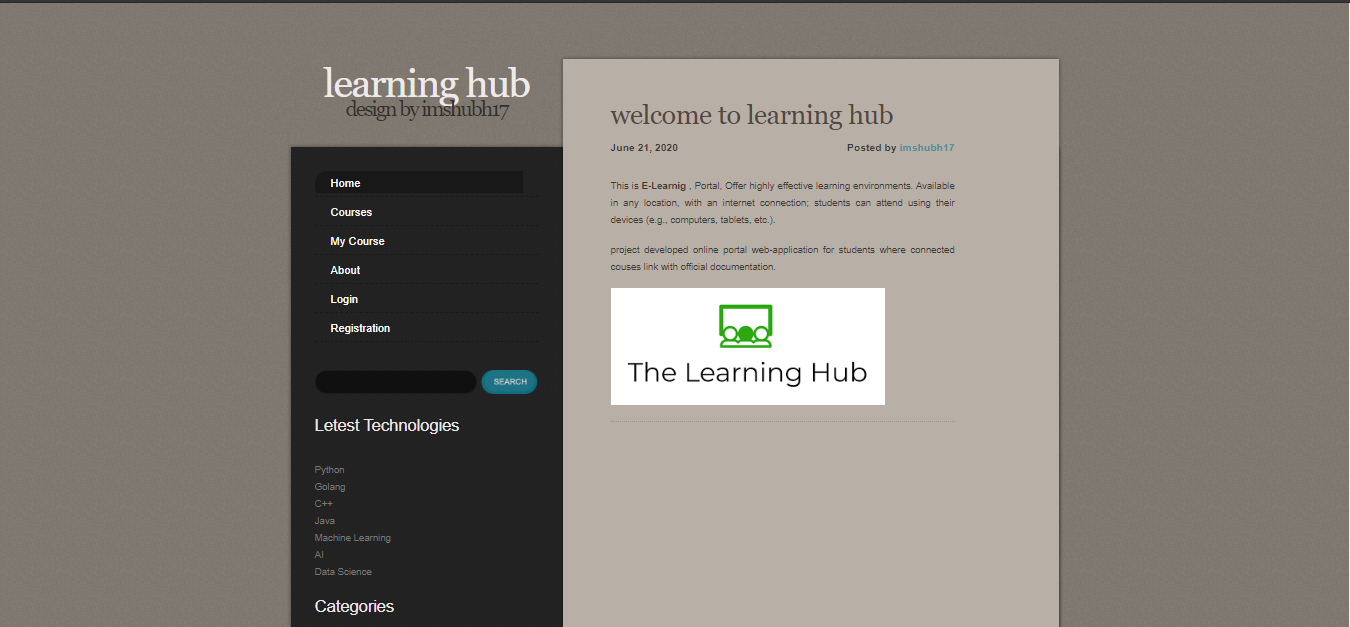 learning hub
design by imshubh17
Home
Courses
My Course
About
Login
Registration
SEARCH
Letest Technologies
Python
Golang
C++
Java
Machine Learning
AI
Data Science
Categories
welcome to learning hub
June 21, 2020 Posted by imshubh17
This is E-Learnig , Portal, Offer highly effective learning environments. Available
in any location, with an internet connection; students can attend using their
devices (e.g., computers, tablets, etc.).
project developed online portal web-application for students where connected
couses link with official documentation.
The Learning Hub